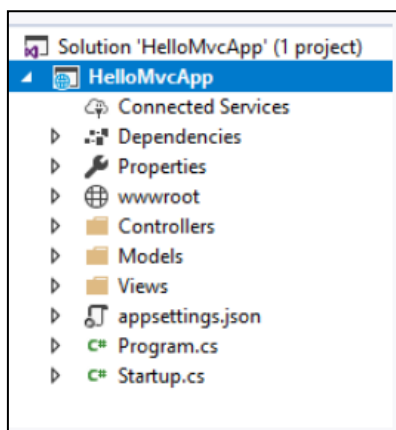 Solution 'HelloMvcApp' (1 project)
HelloMvcApp
Connected Services
Dependencies
Properties
wwwroot
Controllers
Models
Views
appsettings.json
C# Program.cs
C# Startup.cs